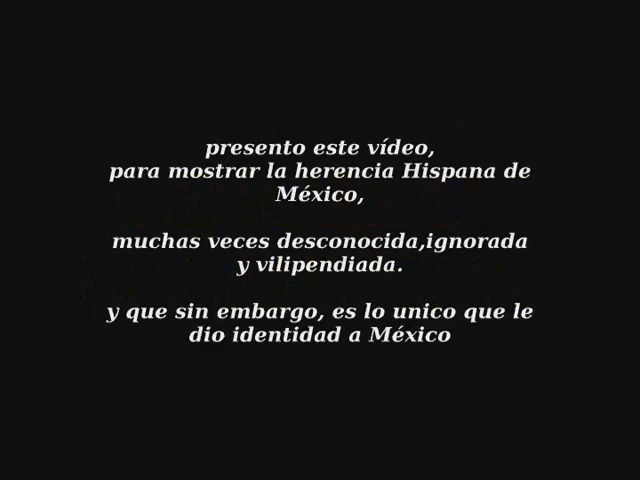 presento este vídeo,
para mostrar la herencia Hispana de
México,
muchas veces desconocida,ignorada
y vilipendiada.
y que sin embargo, es lo unico que le
dio identidad a México